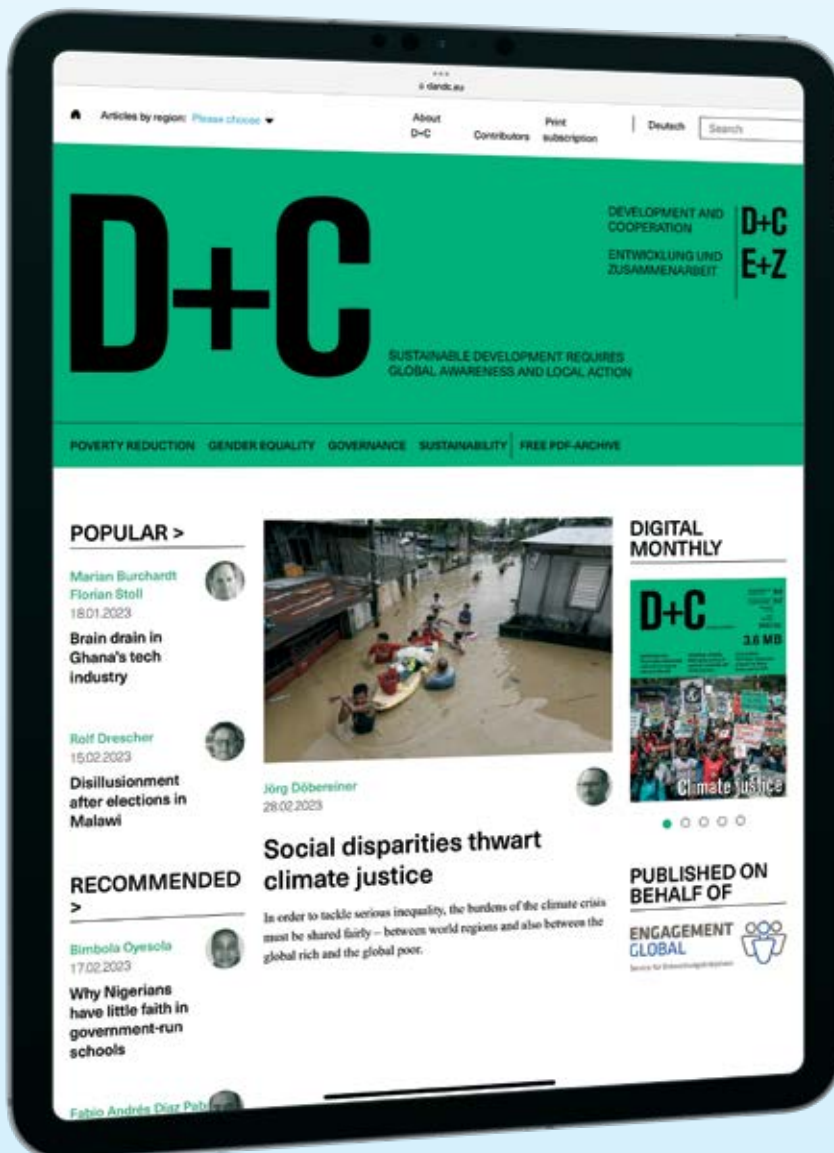 dandc.eu
Articles by region: Please choose
About
D+C
Contributors
Print
subscription
Deutsch
Search
D+C
SUSTAINABLE DEVELOPMENT REQUIRES
GLOBAL AWARENESS AND LOCAL ACTION
DEVELOPMENT AND
COOPERATION
D+C
ENTWICKLUNG UND
ZUSAMMENARBEIT
E+Z
POVERTY REDUCTION GENDER EQUALITY GOVERNANCE SUSTAINABILITY FREE PDF-ARCHIVE
POPULAR >
Marian Burchardt
Florian Stoll
18.01.2023
Brain drain in
Ghana's tech
industry
Rolf Drescher
15.02.2023
Disillusionment
after elections in
Malawi
RECOMMENDED
>
Bimbola Oyesola
17.02.2023
Why Nigerians
have little faith in
government-run
schools
Fabio Andrés Díaz
Jörg Döbereiner
28.02.2023
Social disparities thwart
climate justice
In order to tackle serious inequality, the burdens of the climate crisis
must be shared fairly – between world regions and also between the
global rich and the global poor.
DIGITAL
MONTHLY
D+C
3.6 MB
Climate justice
PUBLISHED ON
BEHALF OF
ENGAGEMENT
GLOBAL